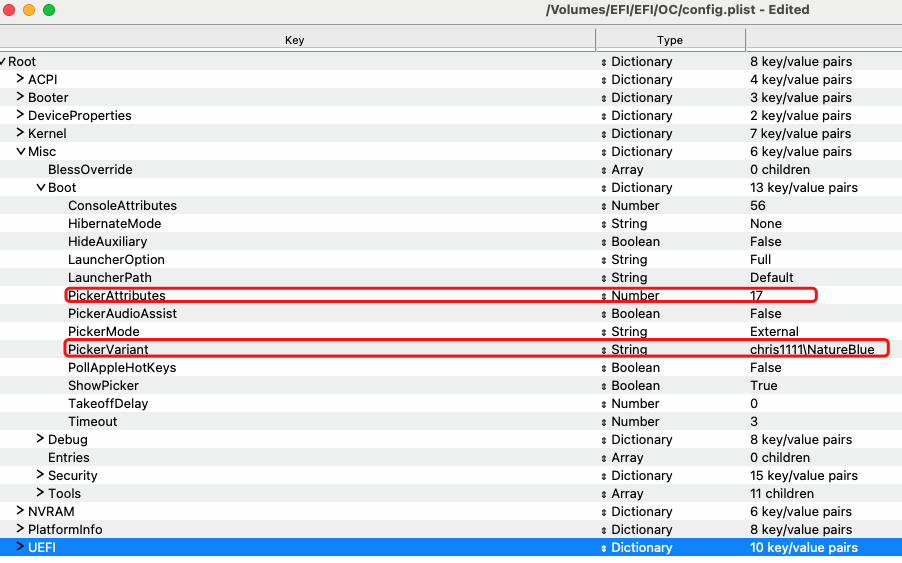 /Volumes/EFI/EFI/OC/config.plist - Edited
Key Type
Root Dictionary 8 key/value pairs
ACPI Dictionary 4 key/value pairs
Booter Dictionary 3 key/value pairs
DeviceProperties Dictionary 2 key/value pairs
Kernel Dictionary 7 key/value pairs
Misc Dictionary 6 key/value pairs
BlessOverride Array 0 children
Boot Dictionary 13 key/value pairs
ConsoleAttributes Number 56
HibernateMode String None
HideAuxiliary Boolean False
LauncherOption String Full
LauncherPath String Default
PickerAttributes Number 17
PickerAudioAssist Boolean False
PickerMode String External
PickerVariant String chris1111\NatureBlue
PollAppleHotKeys Boolean False
ShowPicker Boolean True
TakeoffDelay Number 0
Timeout Number 3
Debug Dictionary 8 key/value pairs
Entries Array 0 children
Security Dictionary 15 key/value pairs
Tools Array 11 children
NVRAM Dictionary 6 key/value pairs
PlatformInfo Dictionary 8 key/value pairs
UEFI Dictionary 10 key/value pairs